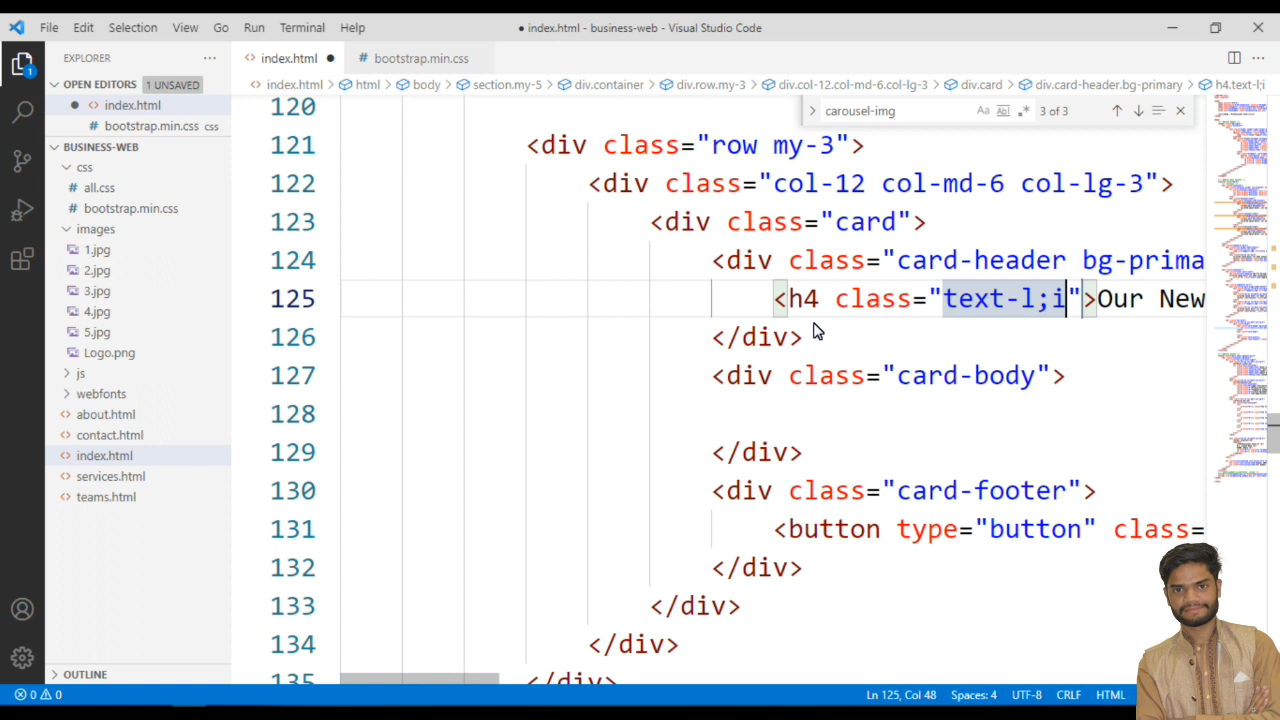 File Edit Selection View Go Run Terminal Help ● index.html - business-web - Visual Studio Code
EXPLORER ...
<> index.html ● # bootstrap.min.css
OPEN EDITORS 1 UNSAVED
● <> index.html
# bootstrap.min.css css
BUSINESS-WEB
css
# all.css
# bootstrap.min.css
images
1.jpg
2.jpg
3.jpg
4.jpg
5.jpg
Logo.png
js
webfonts
<> about.html
<> contact.html
<> index.html
<> services.html
<> teams.html
OUTLINE
1
<> index.html > html > body > section.my-5 > div.container > div.row.my-3 > div.col-12.col-md-6.col-lg-3 > div.card > div.card-header.bg-primary > h4.text-l;i
> carousel-img Aa Abl .* 3 of 3
120
121 <div class="row my-3">
122 <div class="col-12 col-md-6 col-lg-3">
123 <div class="card">
124 <div class="card-header bg-prima
125 <h4 class="text-l;i">Our New
126 </div>
127 <div class="card-body">
128
129 </div>
130 <div class="card-footer">
131 <button type="button" class=
132 </div>
133 </div>
134 </div>
135 </div>
0 0 Ln 125, Col 48 Spaces: 4 UTF-8 CRLF HTML